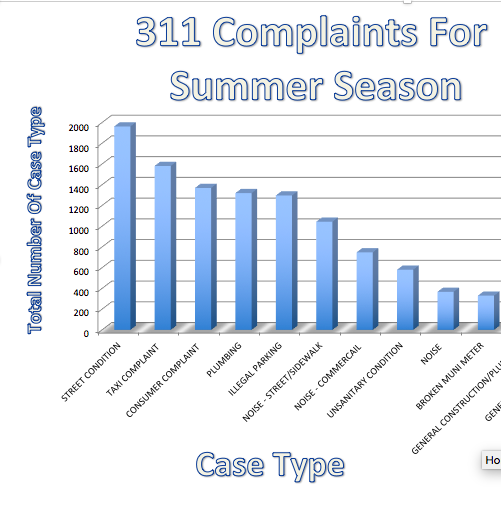 311 Complaints For
Summer Season
Total Number Of Case Type
2000
1800
1600
1400
1200
1000
800
600
400
200
0
STREET CONDITION
TAXI COMPLAINT
CONSUMER COMPLAINT
PLUMBING
ILLEGAL PARKING
NOISE - STREET/SIDEWALK
NOISE - COMMERCAIL
UNSANITARY CONDITION
NOISE
BROKEN MUNI METER
GENERAL CONSTRUCTION/PLU
GENE
Case Type
Ho